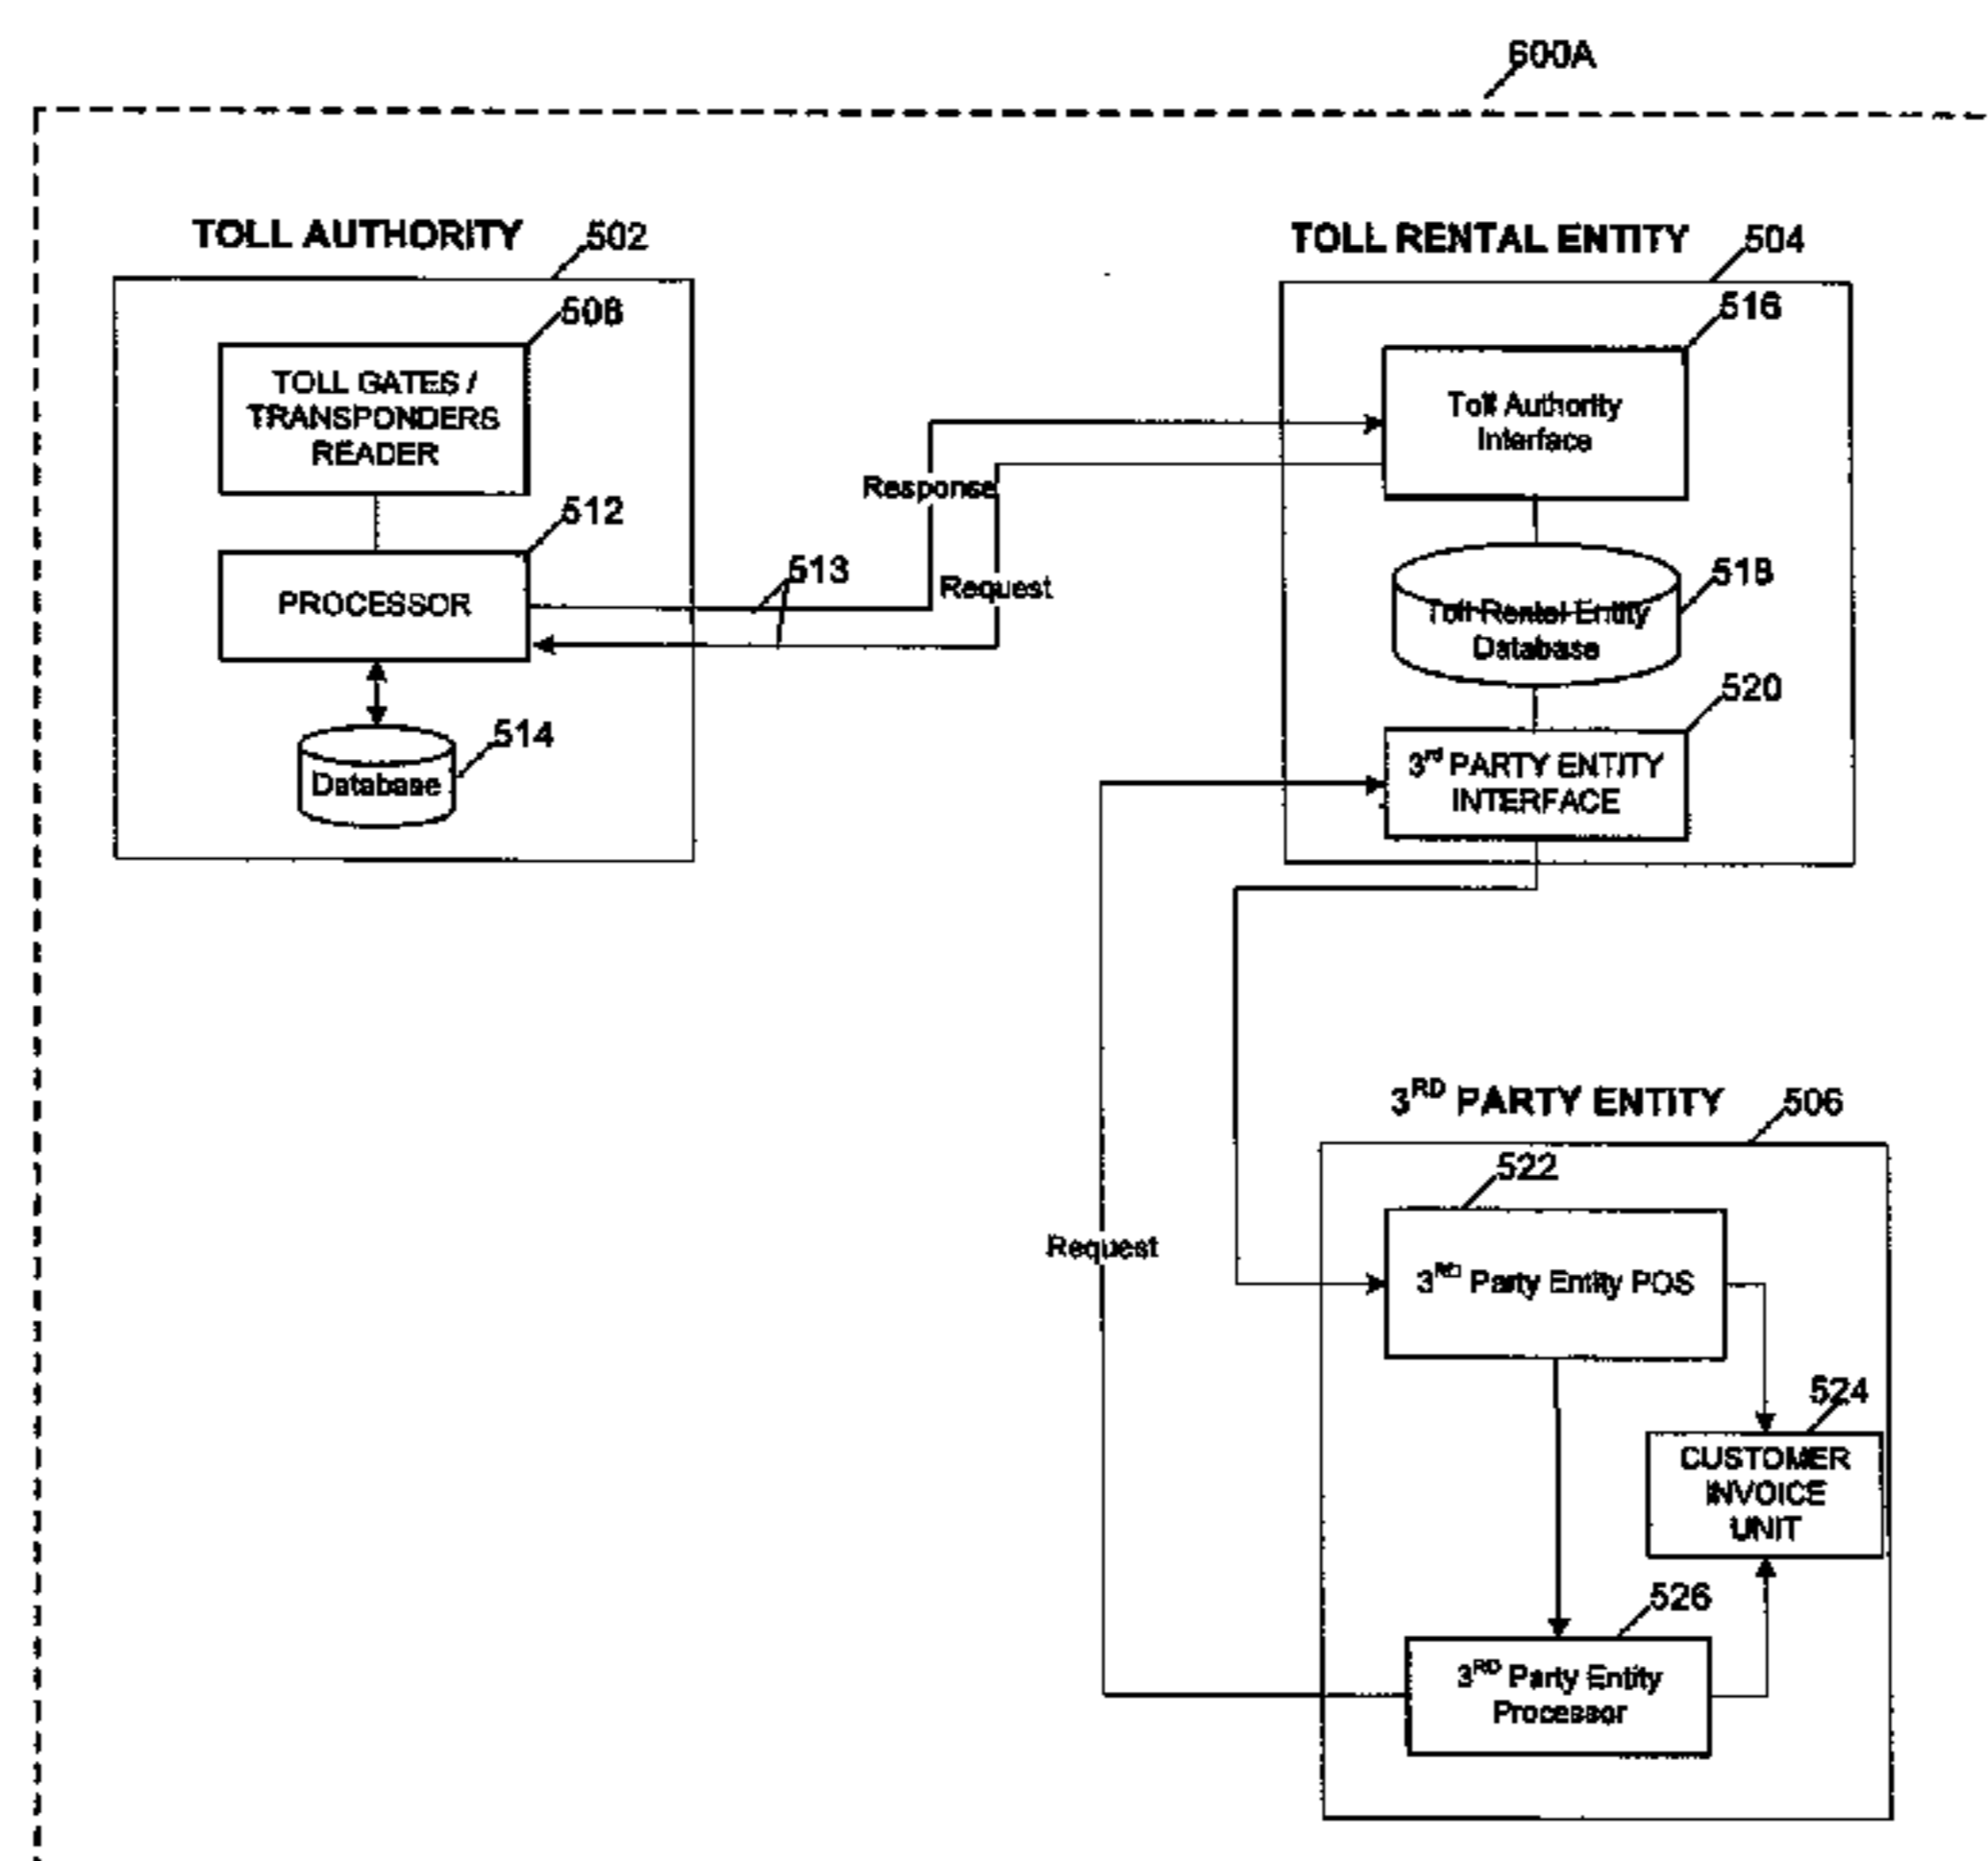 600A
TOLL AUTHORITY
502
508
TOLL GATES /
TRANSPONDERS
READER
512
PROCESSOR
513
514
Database
Response
Request
TOLL RENTAL ENTITY
504
516
Toll Authority
Interface
518
Toll Rental Entity
Database
520
3rd PARTY ENTITY
INTERFACE
Request
3RD PARTY ENTITY
506
522
3RD Party Entity POS
524
CUSTOMER
INVOICE
UNIT
526
3RD Party Entity
Processor